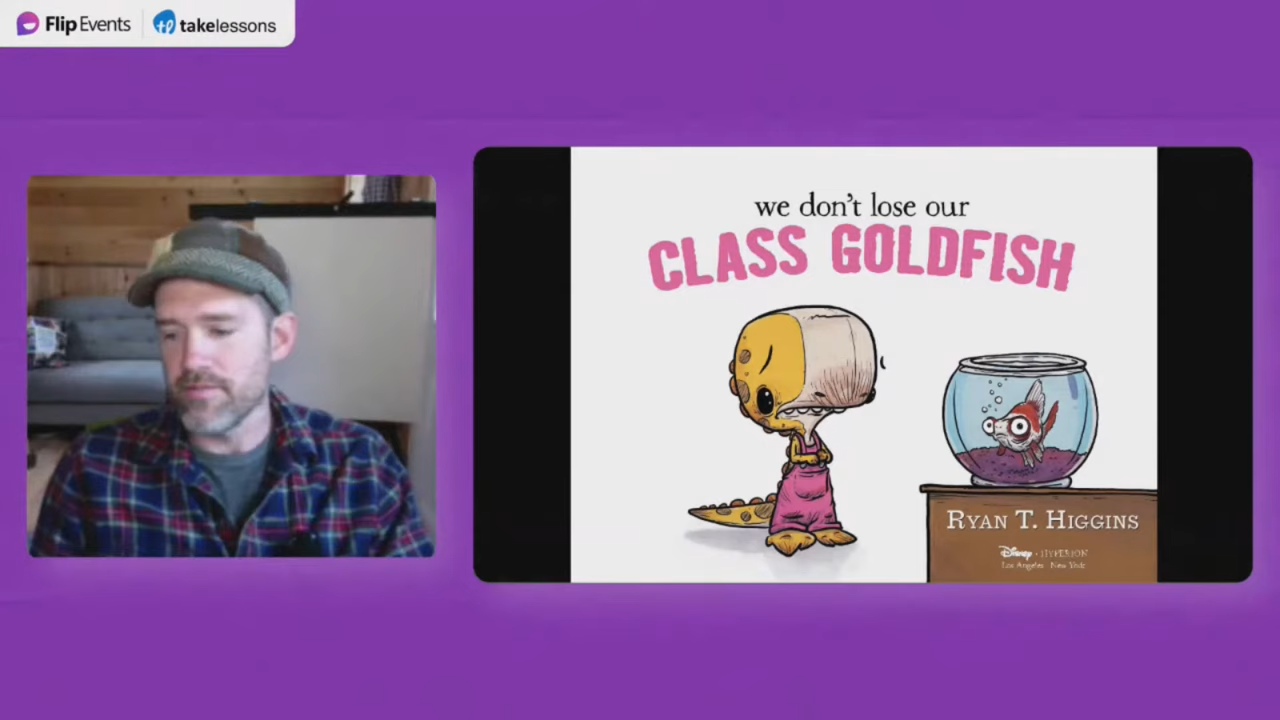 Flip Events
takelessons
we don't lose our
CLASS GOLDFISH
RYAN T. HIGGINS
Disney · HYPERION
Los Angeles New York